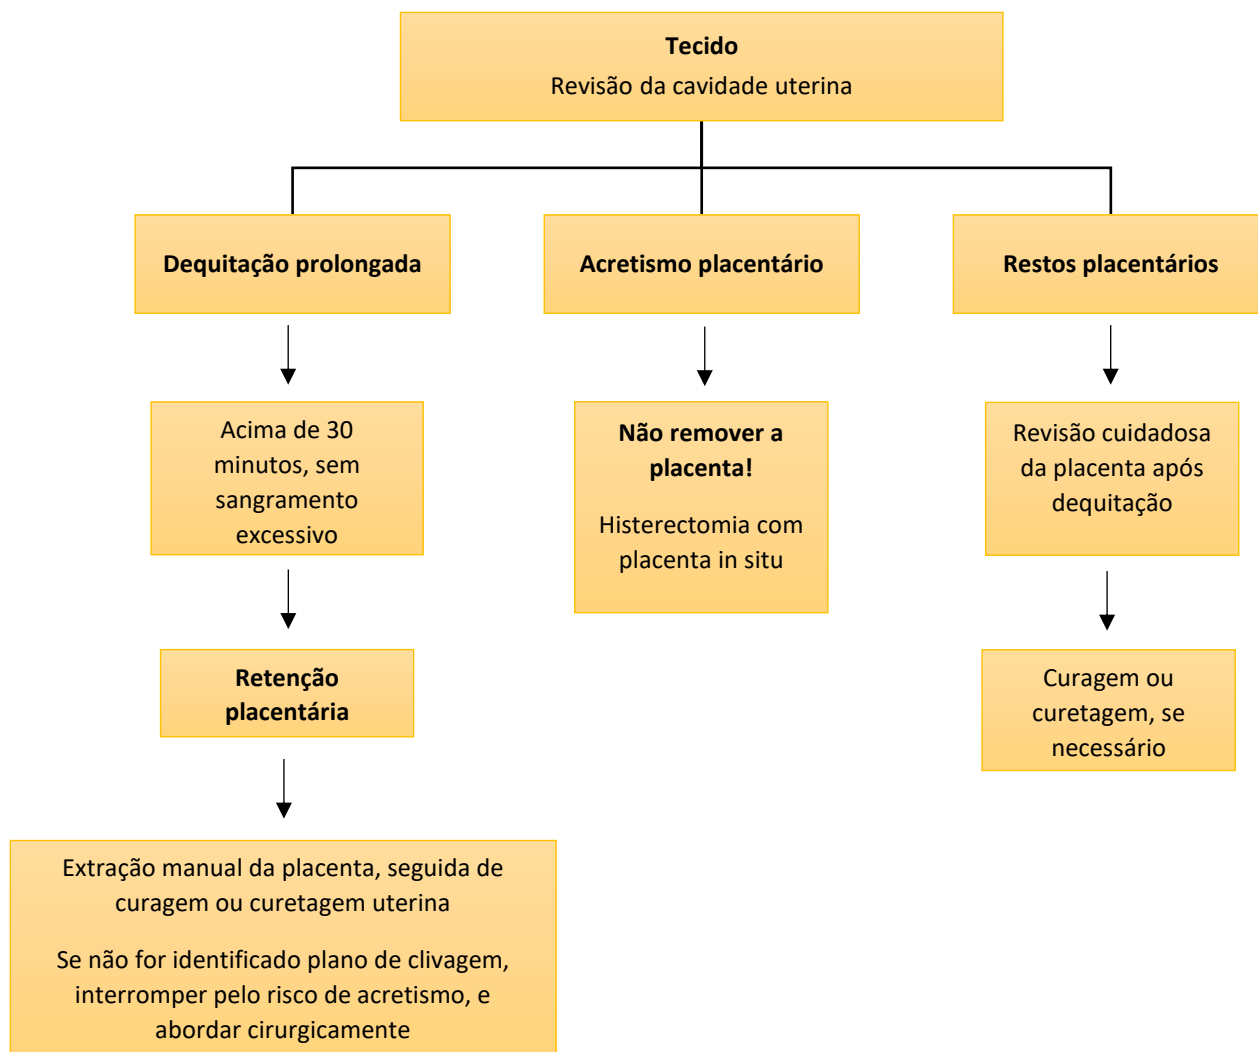 Tecido
Revisão da cavidade uterina
Dequitação prolongada
Acretismo placentário
Restos placentários
Acima de 30
minutos, sem
sangramento
excessivo
Não remover a
placenta!
Histerectomia com
placenta in situ
Revisão cuidadosa
da placenta após
dequitação
Retenção
placentária
Curagem ou
curetagem, se
necessário
Extração manual da placenta, seguida de
curagem ou curetagem uterina
Se não for identificado plano de clivagem,
interromper pelo risco de acretismo, e
abordar cirurgicamente